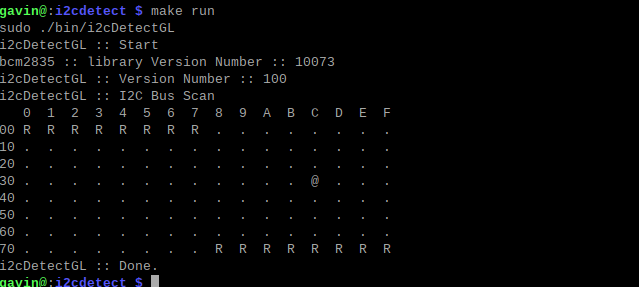 gavin@:i2cdetect $ make run
sudo ./bin/i2cDetectGL
i2cDetectGL :: Start
bcm2835 :: library Version Number :: 10073
i2cDetectGL :: Version Number :: 100
i2cDetectGL :: I2C Bus Scan
   0  1  2  3  4  5  6  7  8  9  A  B  C  D  E  F
00 R  R  R  R  R  R  R  R  .  .  .  .  .  .  .  .
10 .  .  .  .  .  .  .  .  .  .  .  .  .  .  .  .
20 .  .  .  .  .  .  .  .  .  .  .  .  .  .  .  .
30 .  .  .  .  .  .  .  .  .  .  .  .  @  .  .  .
40 .  .  .  .  .  .  .  .  .  .  .  .  .  .  .  .
50 .  .  .  .  .  .  .  .  .  .  .  .  .  .  .  .
60 .  .  .  .  .  .  .  .  .  .  .  .  .  .  .  .
70 .  .  .  .  .  .  .  .  R  R  R  R  R  R  R  R
i2cDetectGL :: Done.
gavin@:i2cdetect $